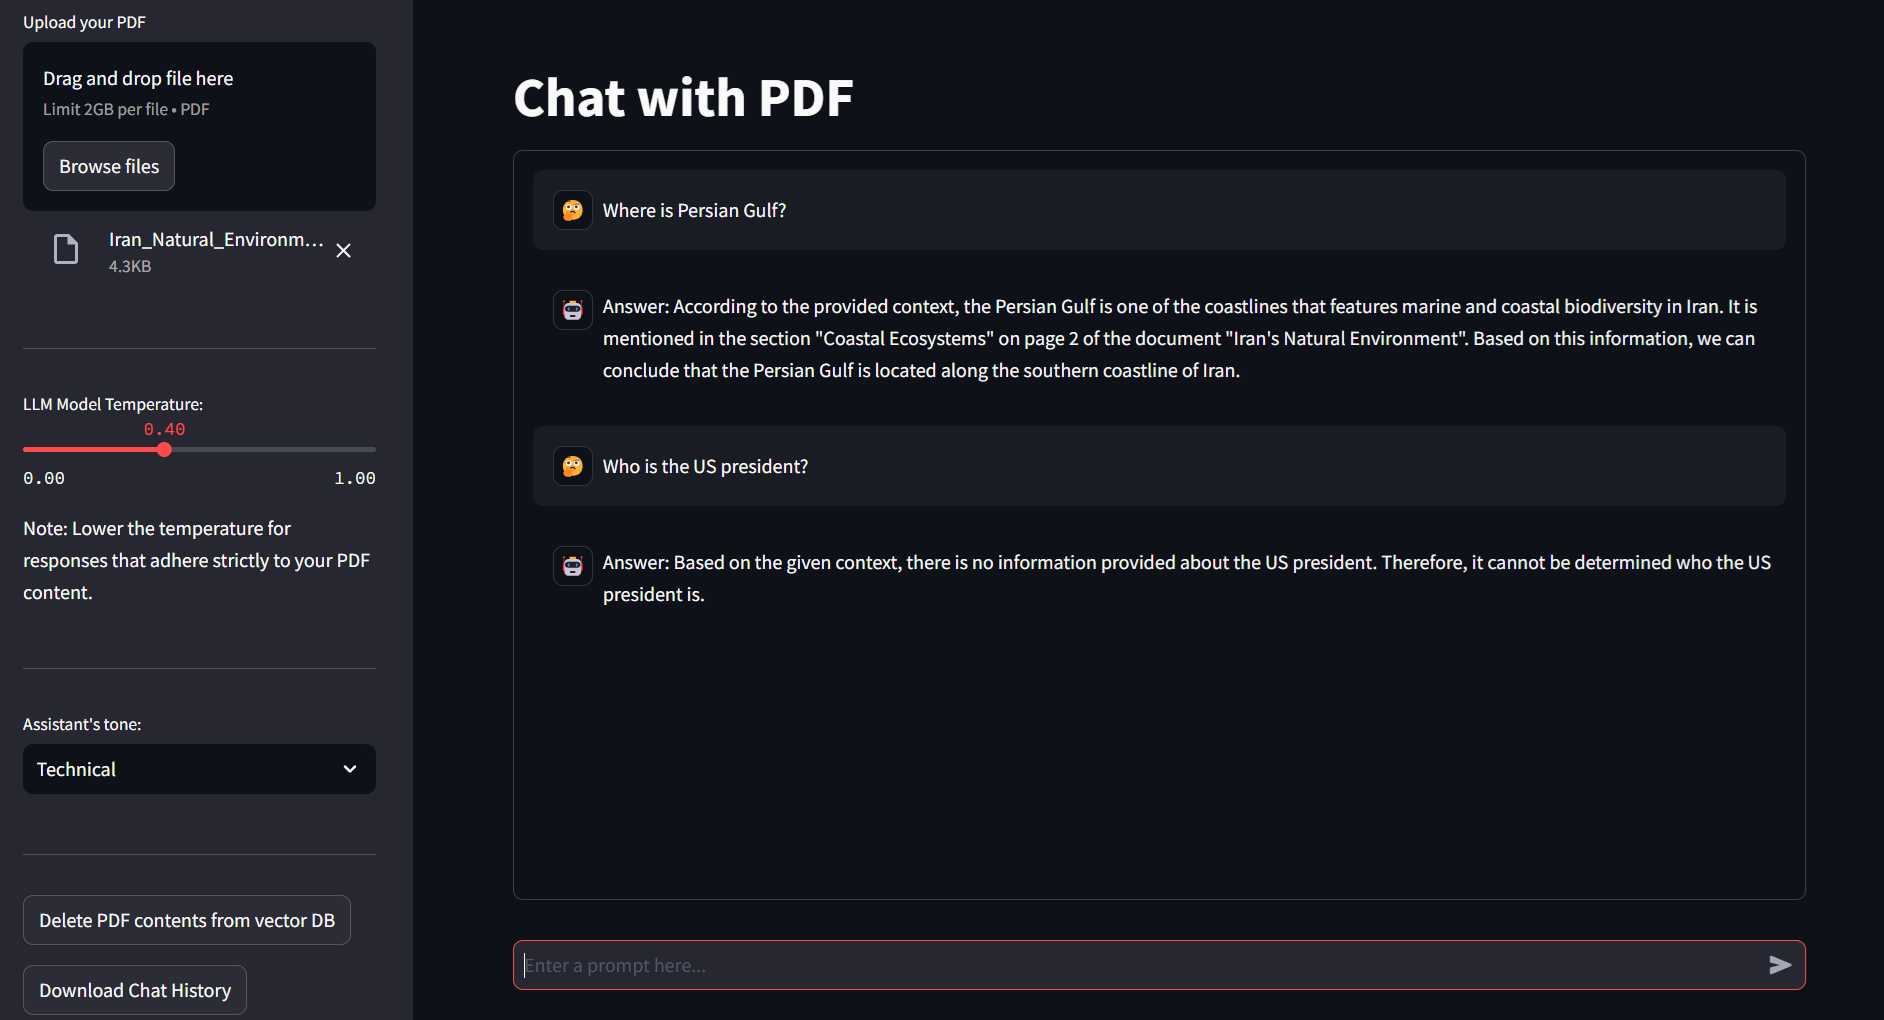 Upload your PDF
Drag and drop file here
Limit 2GB per file • PDF
Browse files
Iran_Natural_Environm...
4.3KB
LLM Model Temperature:
0.40
0.00
1.00
Note: Lower the temperature for
responses that adhere strictly to your PDF
content.
Assistant's tone:
Technical
Delete PDF contents from vector DB
Download Chat History
Chat with PDF
Where is Persian Gulf?
Answer: According to the provided context, the Persian Gulf is one of the coastlines that features marine and coastal biodiversity in Iran. It is
mentioned in the section "Coastal Ecosystems" on page 2 of the document "Iran's Natural Environment". Based on this information, we can
conclude that the Persian Gulf is located along the southern coastline of Iran.
Who is the US president?
Answer: Based on the given context, there is no information provided about the US president. Therefore, it cannot be determined who the US
president is.
Enter a prompt here...